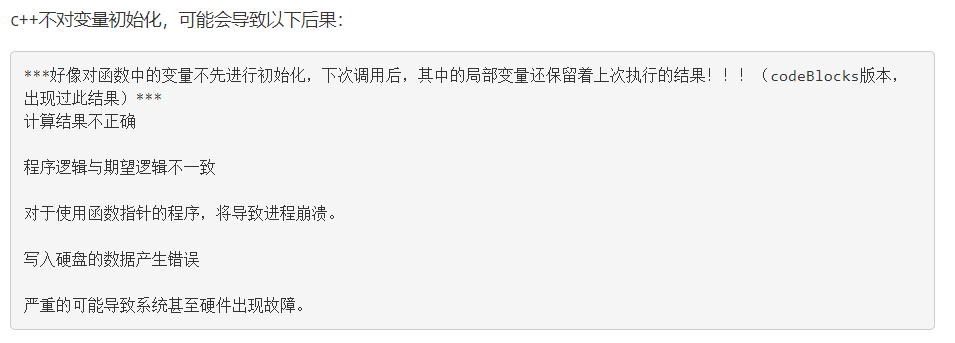 c++不对变量初始化，可能会导致以下后果：
***好像对函数中的变量不先进行初始化，下次调用后，其中的局部变量还保留着上次执行的结果！！！（codeBlocks版本，
出现过此结果）***
计算结果不正确
程序逻辑与期望逻辑不一致
对于使用函数指针的程序，将导致进程崩溃。
写入硬盘的数据产生错误
严重的可能导致系统甚至硬件出现故障。